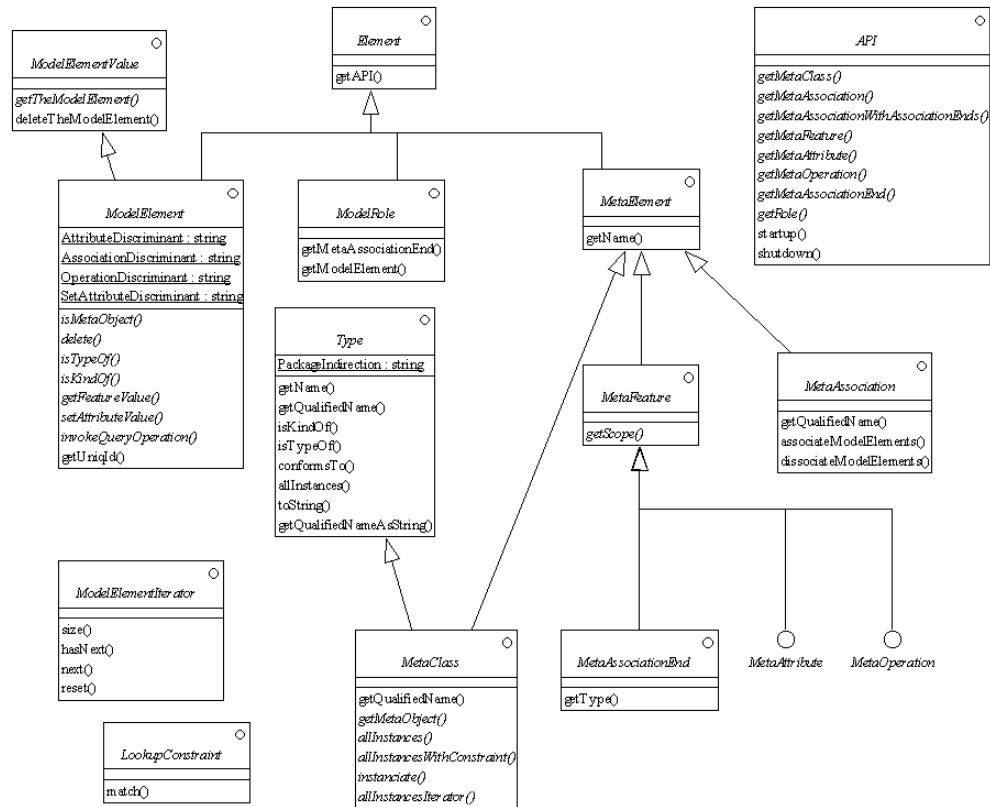 ModelElementValue
getTheModelElement()
deleteTheModelElement()
Element
getAPI()
API
getMetaClass()
getMetaAssociation()
getMetaAssociationWithAssociationEnds()
getMetaFeature()
getMetaAttribute()
getMetaOperation()
getMetaAssociationEnd()
getRole()
startup()
shutdown()
ModelElement
AttributeDiscriminant : string
AssociationDiscriminant : string
OperationDiscriminant : string
SetAttributeDiscriminant : string
isMetaObject()
delete()
isTypeOf()
isKindOf()
getFeatureValue()
setAttributeValue()
invokeQueryOperation()
getUniqId()
ModelRole
getMetaAssociationEnd()
getModelElement()
MetaElement
getName()
Type
PackageIndirection : string
getName()
getQualifiedName()
isKindOf()
isTypeOf()
conformsTo()
allInstances()
toString()
getQualifiedNameAsString()
MetaFeature
getScope()
MetaAssociation
getQualifiedName()
associateModelElements()
dissociateModelElements()
ModelElementIterator
size()
hasNext()
next()
reset()
MetaClass
getQualifiedName()
getMetaObject()
allInstances()
allInstancesWithConstraint()
instanciate()
allInstancesIterator()
MetaAssociationEnd
getType()
MetaAttribute
MetaOperation
LookupConstraint
match()